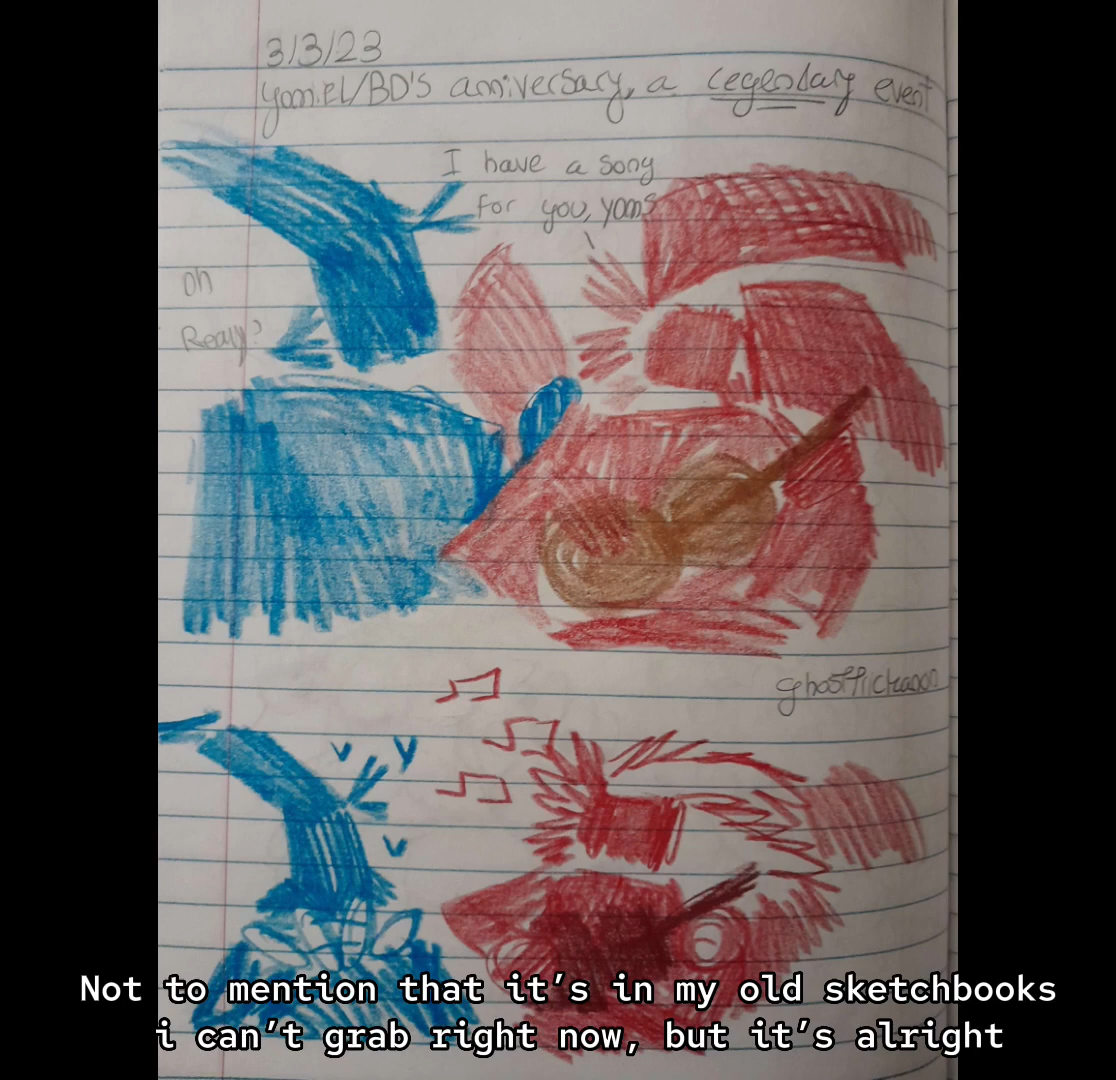 3/3/23
Yomiel/BD's anniversary, a legendary event
I have a song
for you, Yoms
Oh
Really?
ghosttrickanon
Not to mention that it's in my old sketchbooks
i can't grab right now, but it's alright